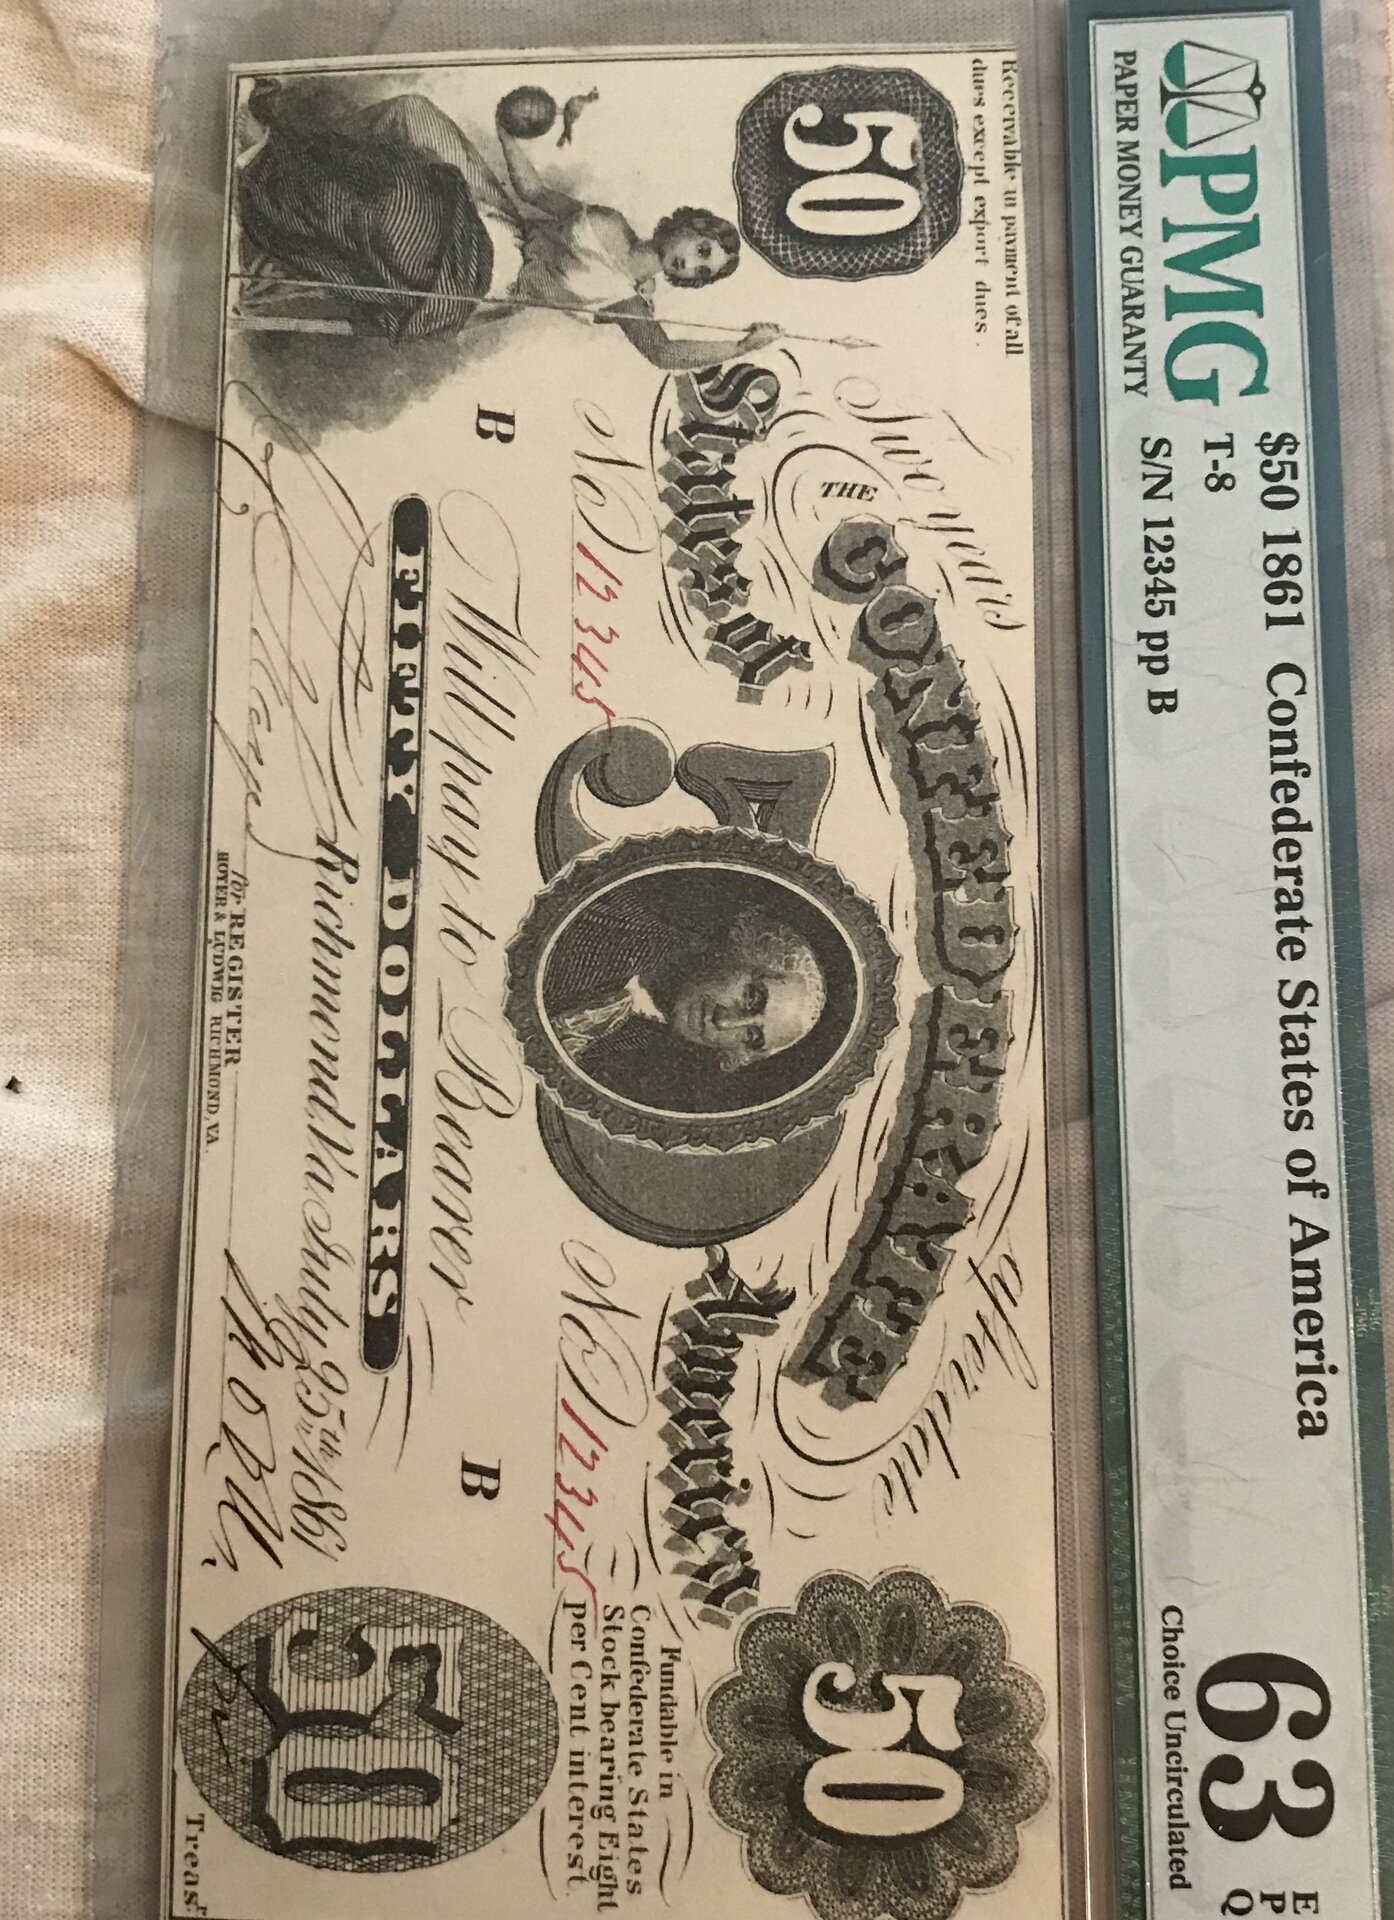 PMG
PAPER MONEY GUARANTY
$50 1861 Confederate States of America
T-8
S/N 12345 pp B
63
EPQ
Choice Uncirculated
Receivable in payment of all
dues except export dues.
50
Two years after date
THE
CONFEDERATE
States of America
50
No 12345
50
No 12345
Fundable in
Confederate States
Stock bearing Eight
per Cent interest.
B
Will pay to Bearer
B
FIFTY DOLLARS
Richmond, Va July 25th 1861
50
for REGISTER
HOYER & LUDWIG RICHMOND, VA.
Treasr